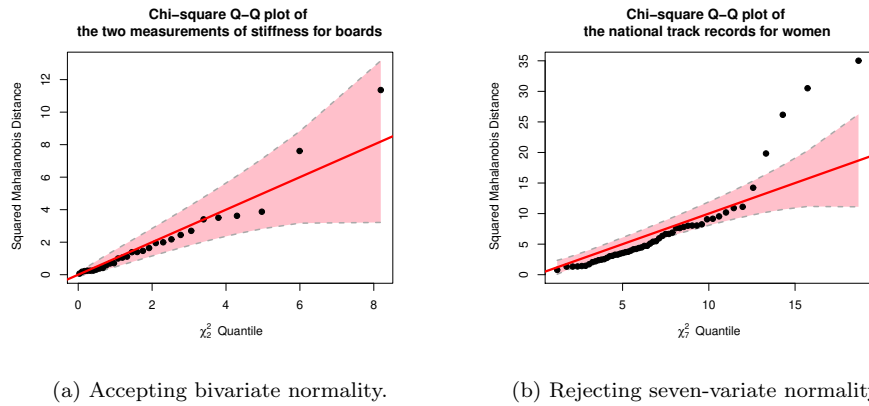 Chi−square Q−Q plot of
the two measurements of stiffness for boards
Squared Mahalanobis Distance
0 2 4 6 8 10 12
0 2 4 6 8
χ²₂ Quantile
(a) Accepting bivariate normality.
Chi−square Q−Q plot of
the national track records for women
Squared Mahalanobis Distance
0 5 10 15 20 25 30 35
5 10 15
χ²₇ Quantile
(b) Rejecting seven-variate normality